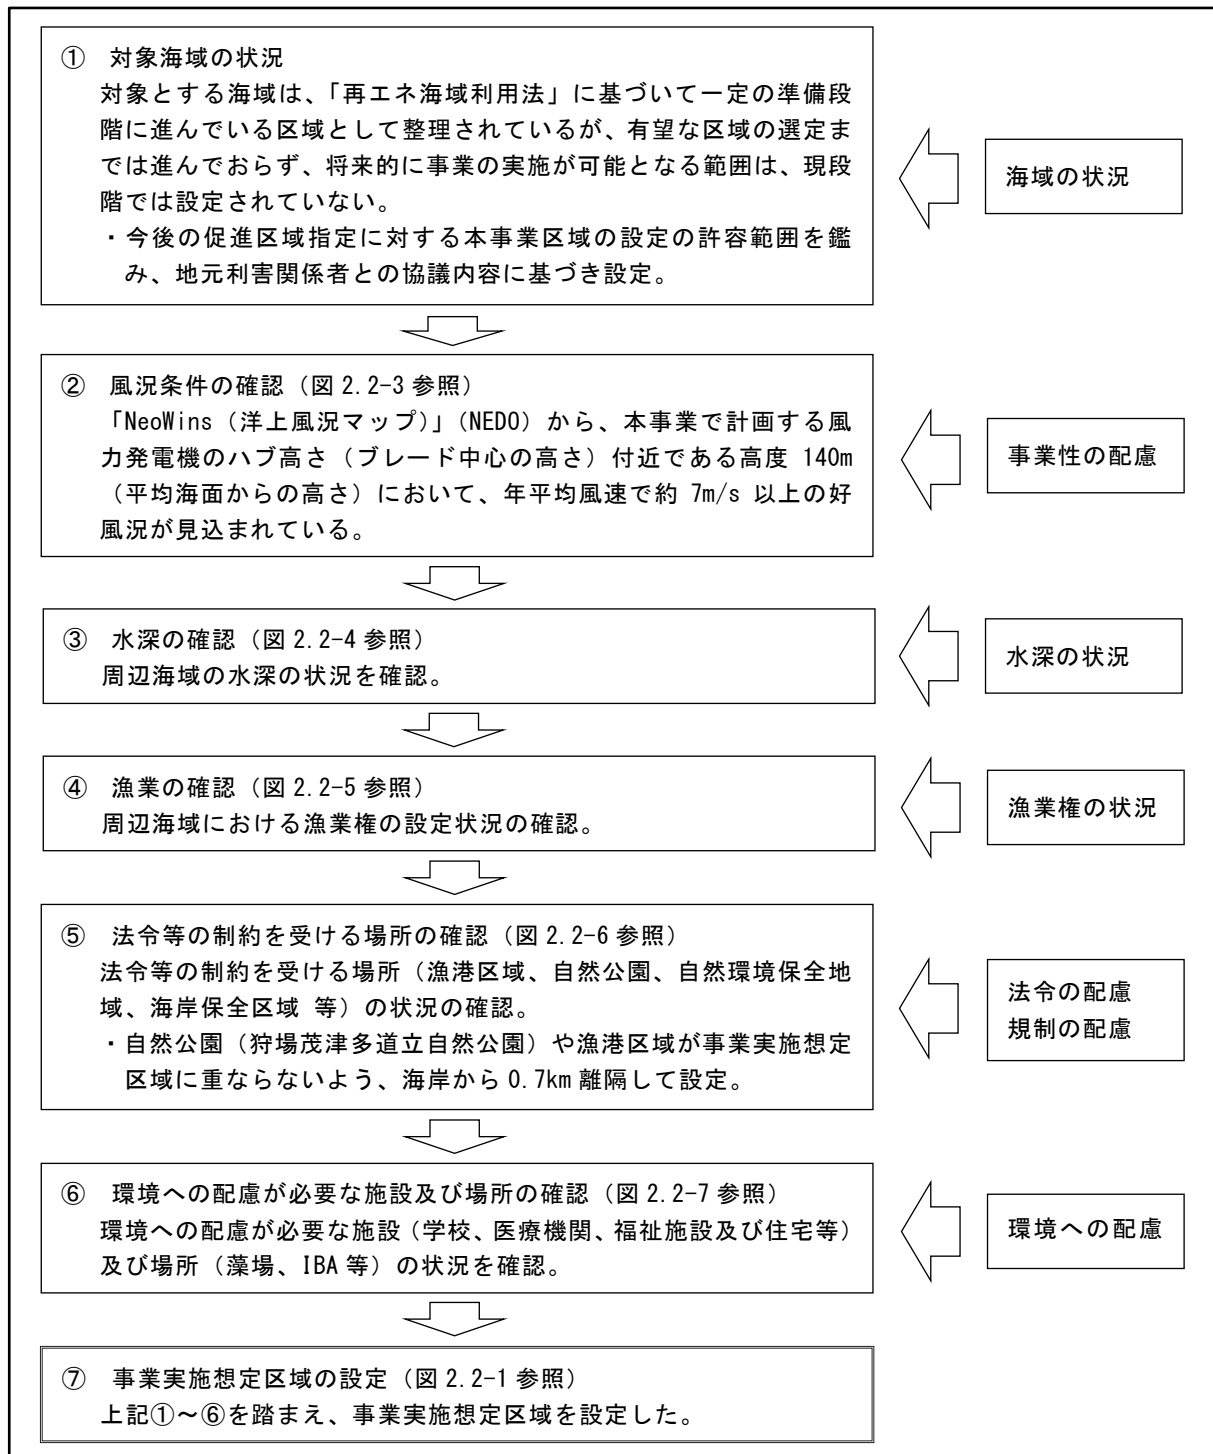 ① 対象海域の状況
対象とする海域は、「再エネ海域利用法」に基づいて一定の準備段
階に進んでいる区域として整理されているが、有望な区域の選定ま
では進んでおらず、将来的に事業の実施が可能となる範囲は、現段
階では設定されていない。
・今後の促進区域指定に対する本事業区域の設定の許容範囲を鑑
み、地元利害関係者との協議内容に基づき設定。
海域の状況
② 風況条件の確認（図 2.2-3 参照）
「NeoWins（洋上風況マップ）」（NEDO）から、本事業で計画する風
力発電機のハブ高さ（ブレード中心の高さ）付近である高度 140m
（平均海面からの高さ）において、年平均風速で約 7m/s 以上の好
風況が見込まれている。
事業性の配慮
③ 水深の確認（図 2.2-4 参照）
周辺海域の水深の状況を確認。
水深の状況
④ 漁業の確認（図 2.2-5 参照）
周辺海域における漁業権の設定状況の確認。
漁業権の状況
⑤ 法令等の制約を受ける場所の確認（図 2.2-6 参照）
法令等の制約を受ける場所（漁港区域、自然公園、自然環境保全地
域、海岸保全区域 等）の状況の確認。
・自然公園（狩場茂津多道立自然公園）や漁港区域が事業実施想定
区域に重ならないよう、海岸から 0.7km 離隔して設定。
法令の配慮
規制の配慮
⑥ 環境への配慮が必要な施設及び場所の確認（図 2.2-7 参照）
環境への配慮が必要な施設（学校、医療機関、福祉施設及び住宅等）
及び場所（藻場、IBA 等）の状況を確認。
環境への配慮
⑦ 事業実施想定区域の設定（図 2.2-1 参照）
上記①～⑥を踏まえ、事業実施想定区域を設定した。